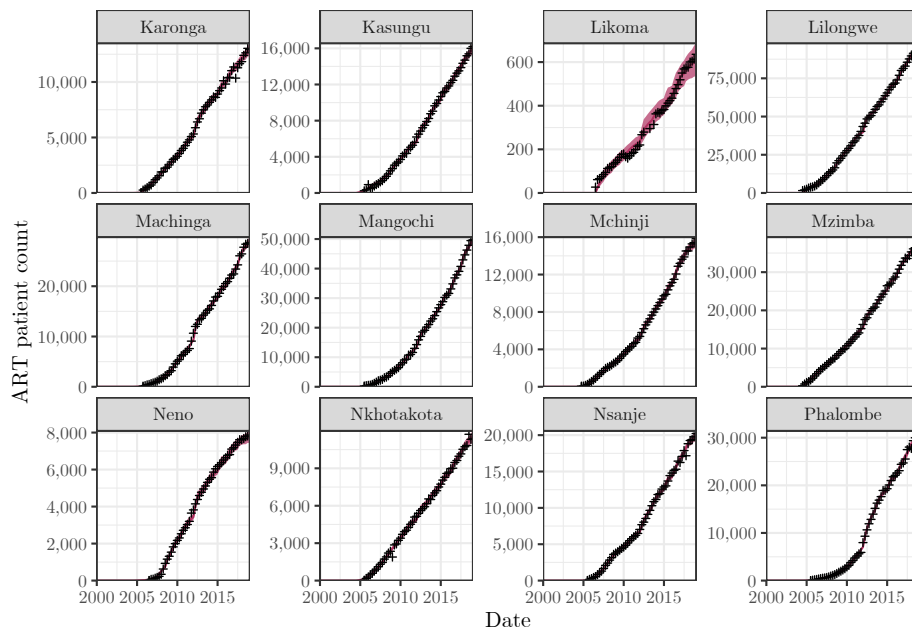 Karonga Kasungu Likoma Lilongwe
10,000 5,000 0
16,000 12,000 8,000 4,000 0
600 400 200 0
75,000 50,000 25,000 0
Machinga Mangochi Mchinji Mzimba
20,000 10,000 0
50,000 40,000 30,000 20,000 10,000 0
16,000 12,000 8,000 4,000 0
30,000 20,000 10,000 0
Neno Nkhotakota Nsanje Phalombe
8,000 6,000 4,000 2,000 0
9,000 6,000 3,000 0
20,000 15,000 10,000 5,000 0
30,000 20,000 10,000 0
2000 2005 2010 2015 2000 2005 2010 2015 2000 2005 2010 2015 2000 2005 2010 2015
ART patient count
Date